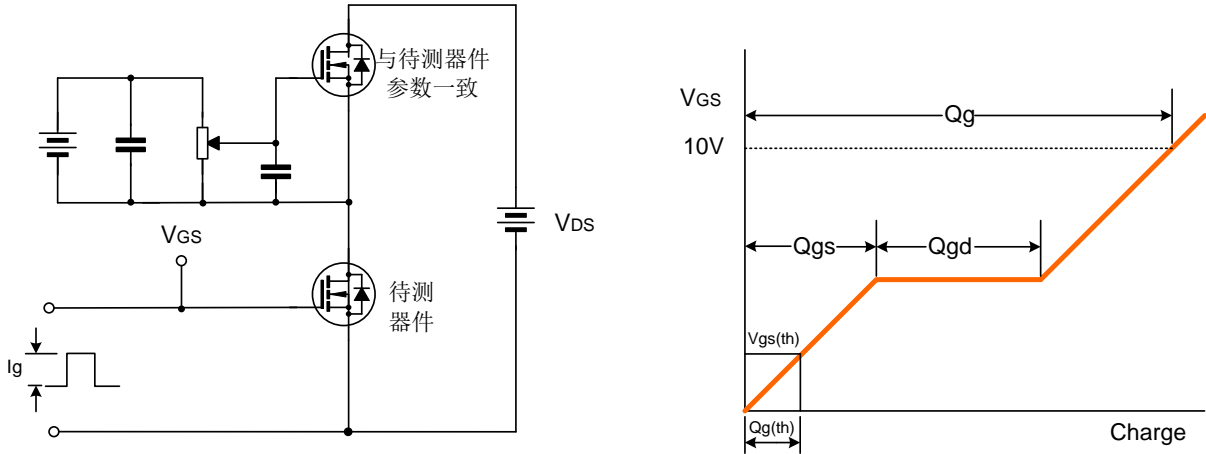 与待测器件
参数一致
VDS
VGS
待测
器件
Ig
VGS
Qg
10V
Qgs
Qgd
Vgs(th)
Qg(th)
Charge